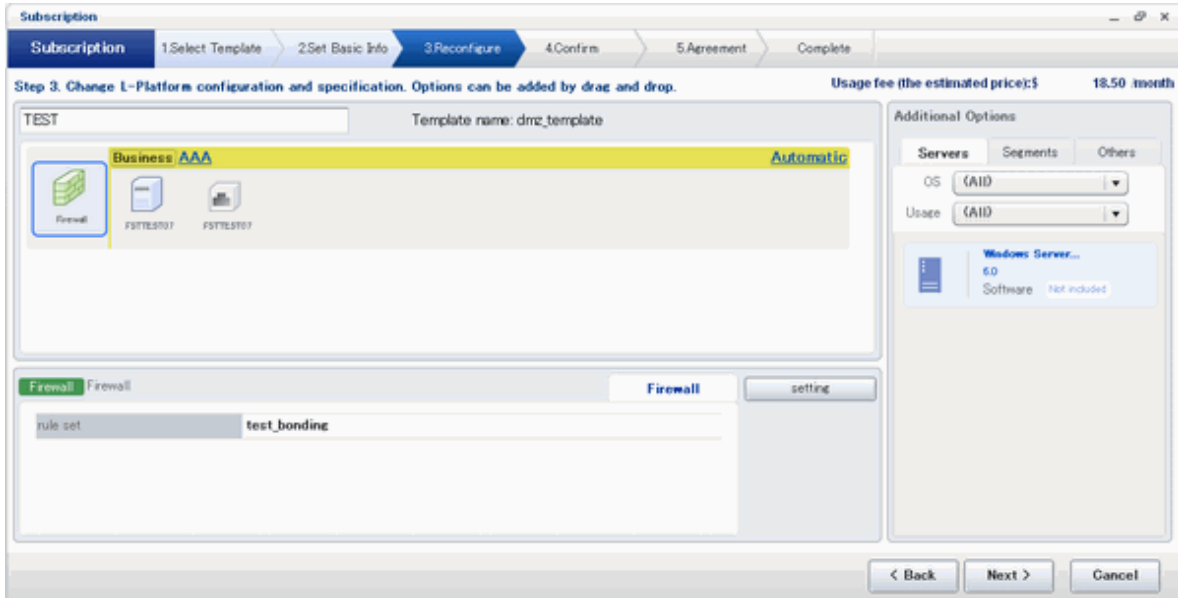 Subscription
Subscription 1.Select Template 2.Set Basic Info 3.Reconfigure 4.Confirm 5.Agreement Complete
Step 3. Change L-Platform configuration and specification. Options can be added by drag and drop. Usage fee (the estimated price):$ 18.50 /month
TEST Template name: dmz_template
Additional Options
Business AAA Automatic
Servers Segments Others
OS (All)
Usage (All)
Firewall FSTTEST07 FSTTEST07
Windows Server...
6.0
Software Not included
Firewall Firewall Firewall setting
rule set test_bonding
< Back Next > Cancel